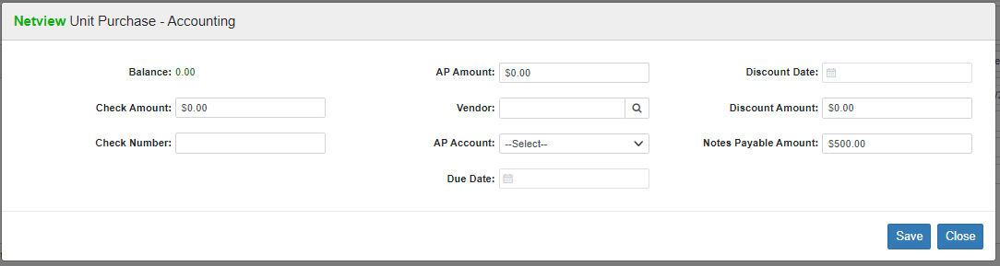 Netview Unit Purchase - Accounting
Balance: 0.00
AP Amount: $0.00
Discount Date:
Check Amount: $0.00
Vendor:
Discount Amount: $0.00
Check Number:
AP Account: --Select--
Notes Payable Amount: $500.00
Due Date:
Save
Close